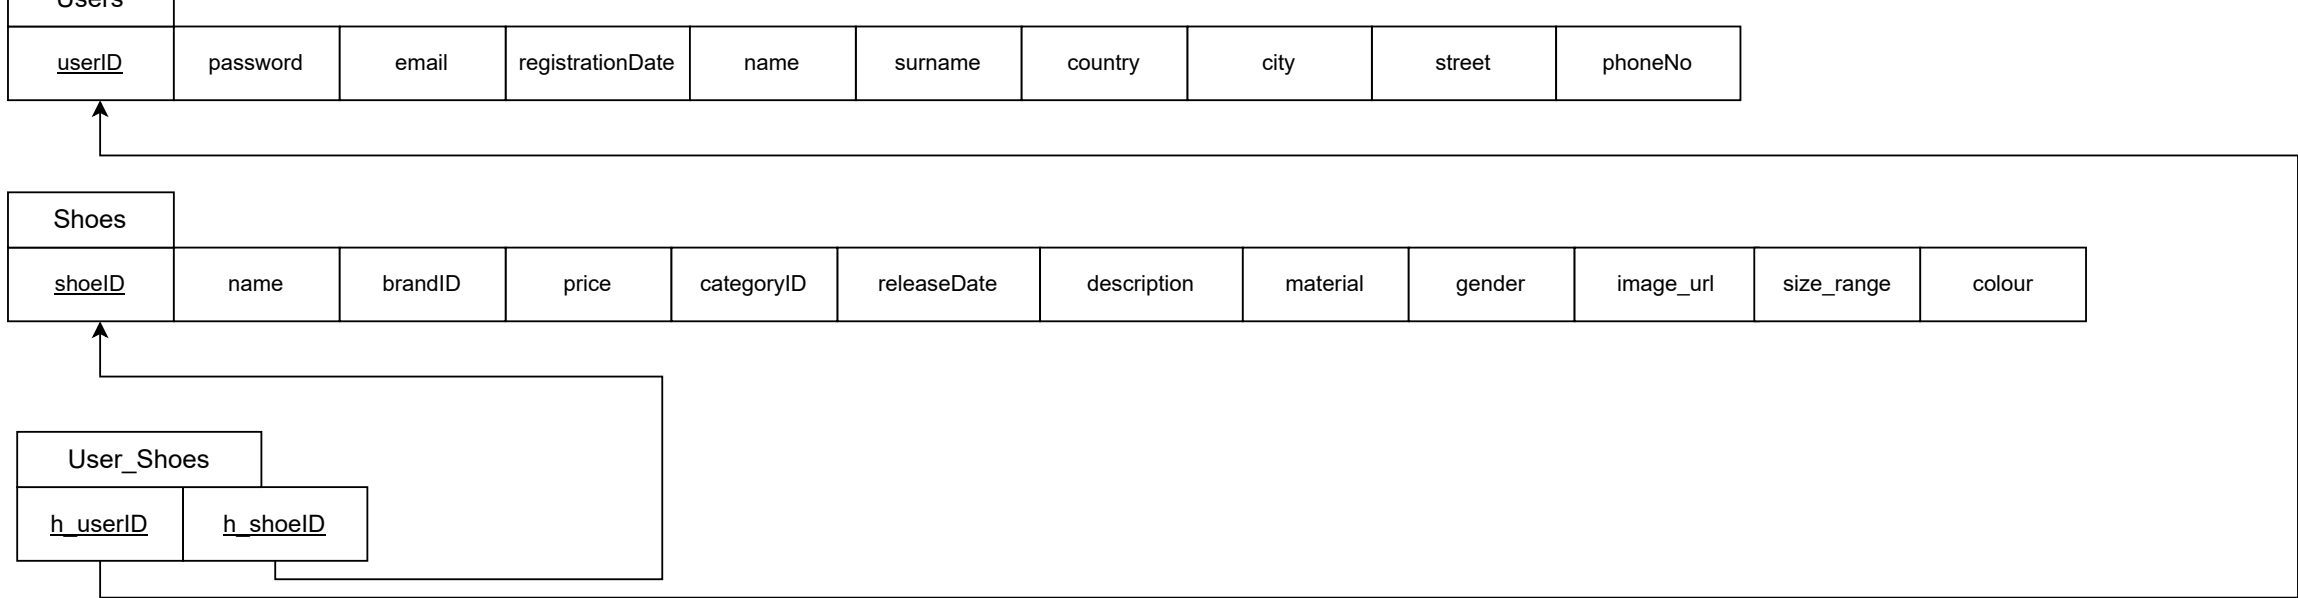 Users
userID password email registrationDate name surname country city street phoneNo
Shoes
shoeID name brandID price categoryID releaseDate description material gender image_url size_range colour
User_Shoes
h_userID h_shoeID